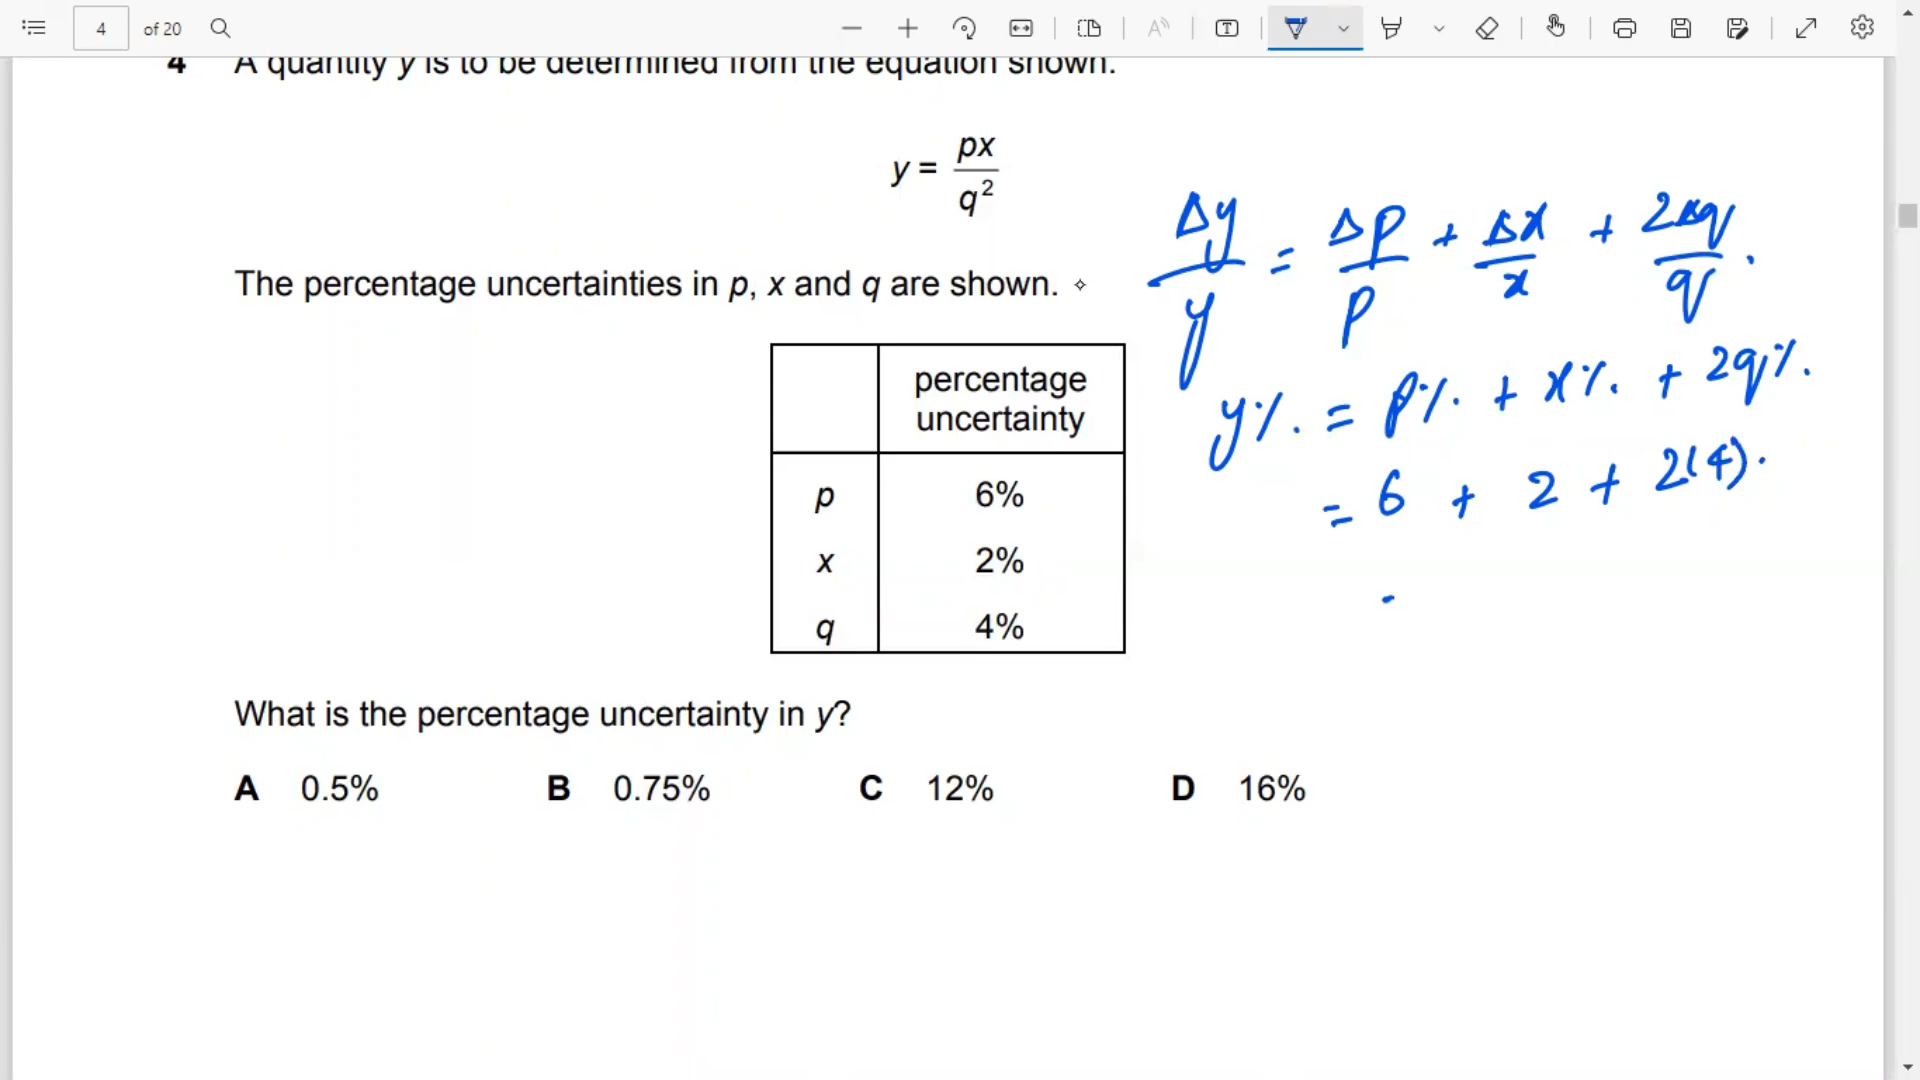 4
of 20
4 A quantity y is to be determined from the equation shown.
y = px / q²
The percentage uncertainties in p, x and q are shown.
percentage
uncertainty
p 6%
x 2%
q 4%
What is the percentage uncertainty in y?
A 0.5% B 0.75% C 12% D 16%
Δy / y = Δp / p + Δx / x + 2Δq / q .
y% = p% + x% + 2q%
= 6 + 2 + 2(4).